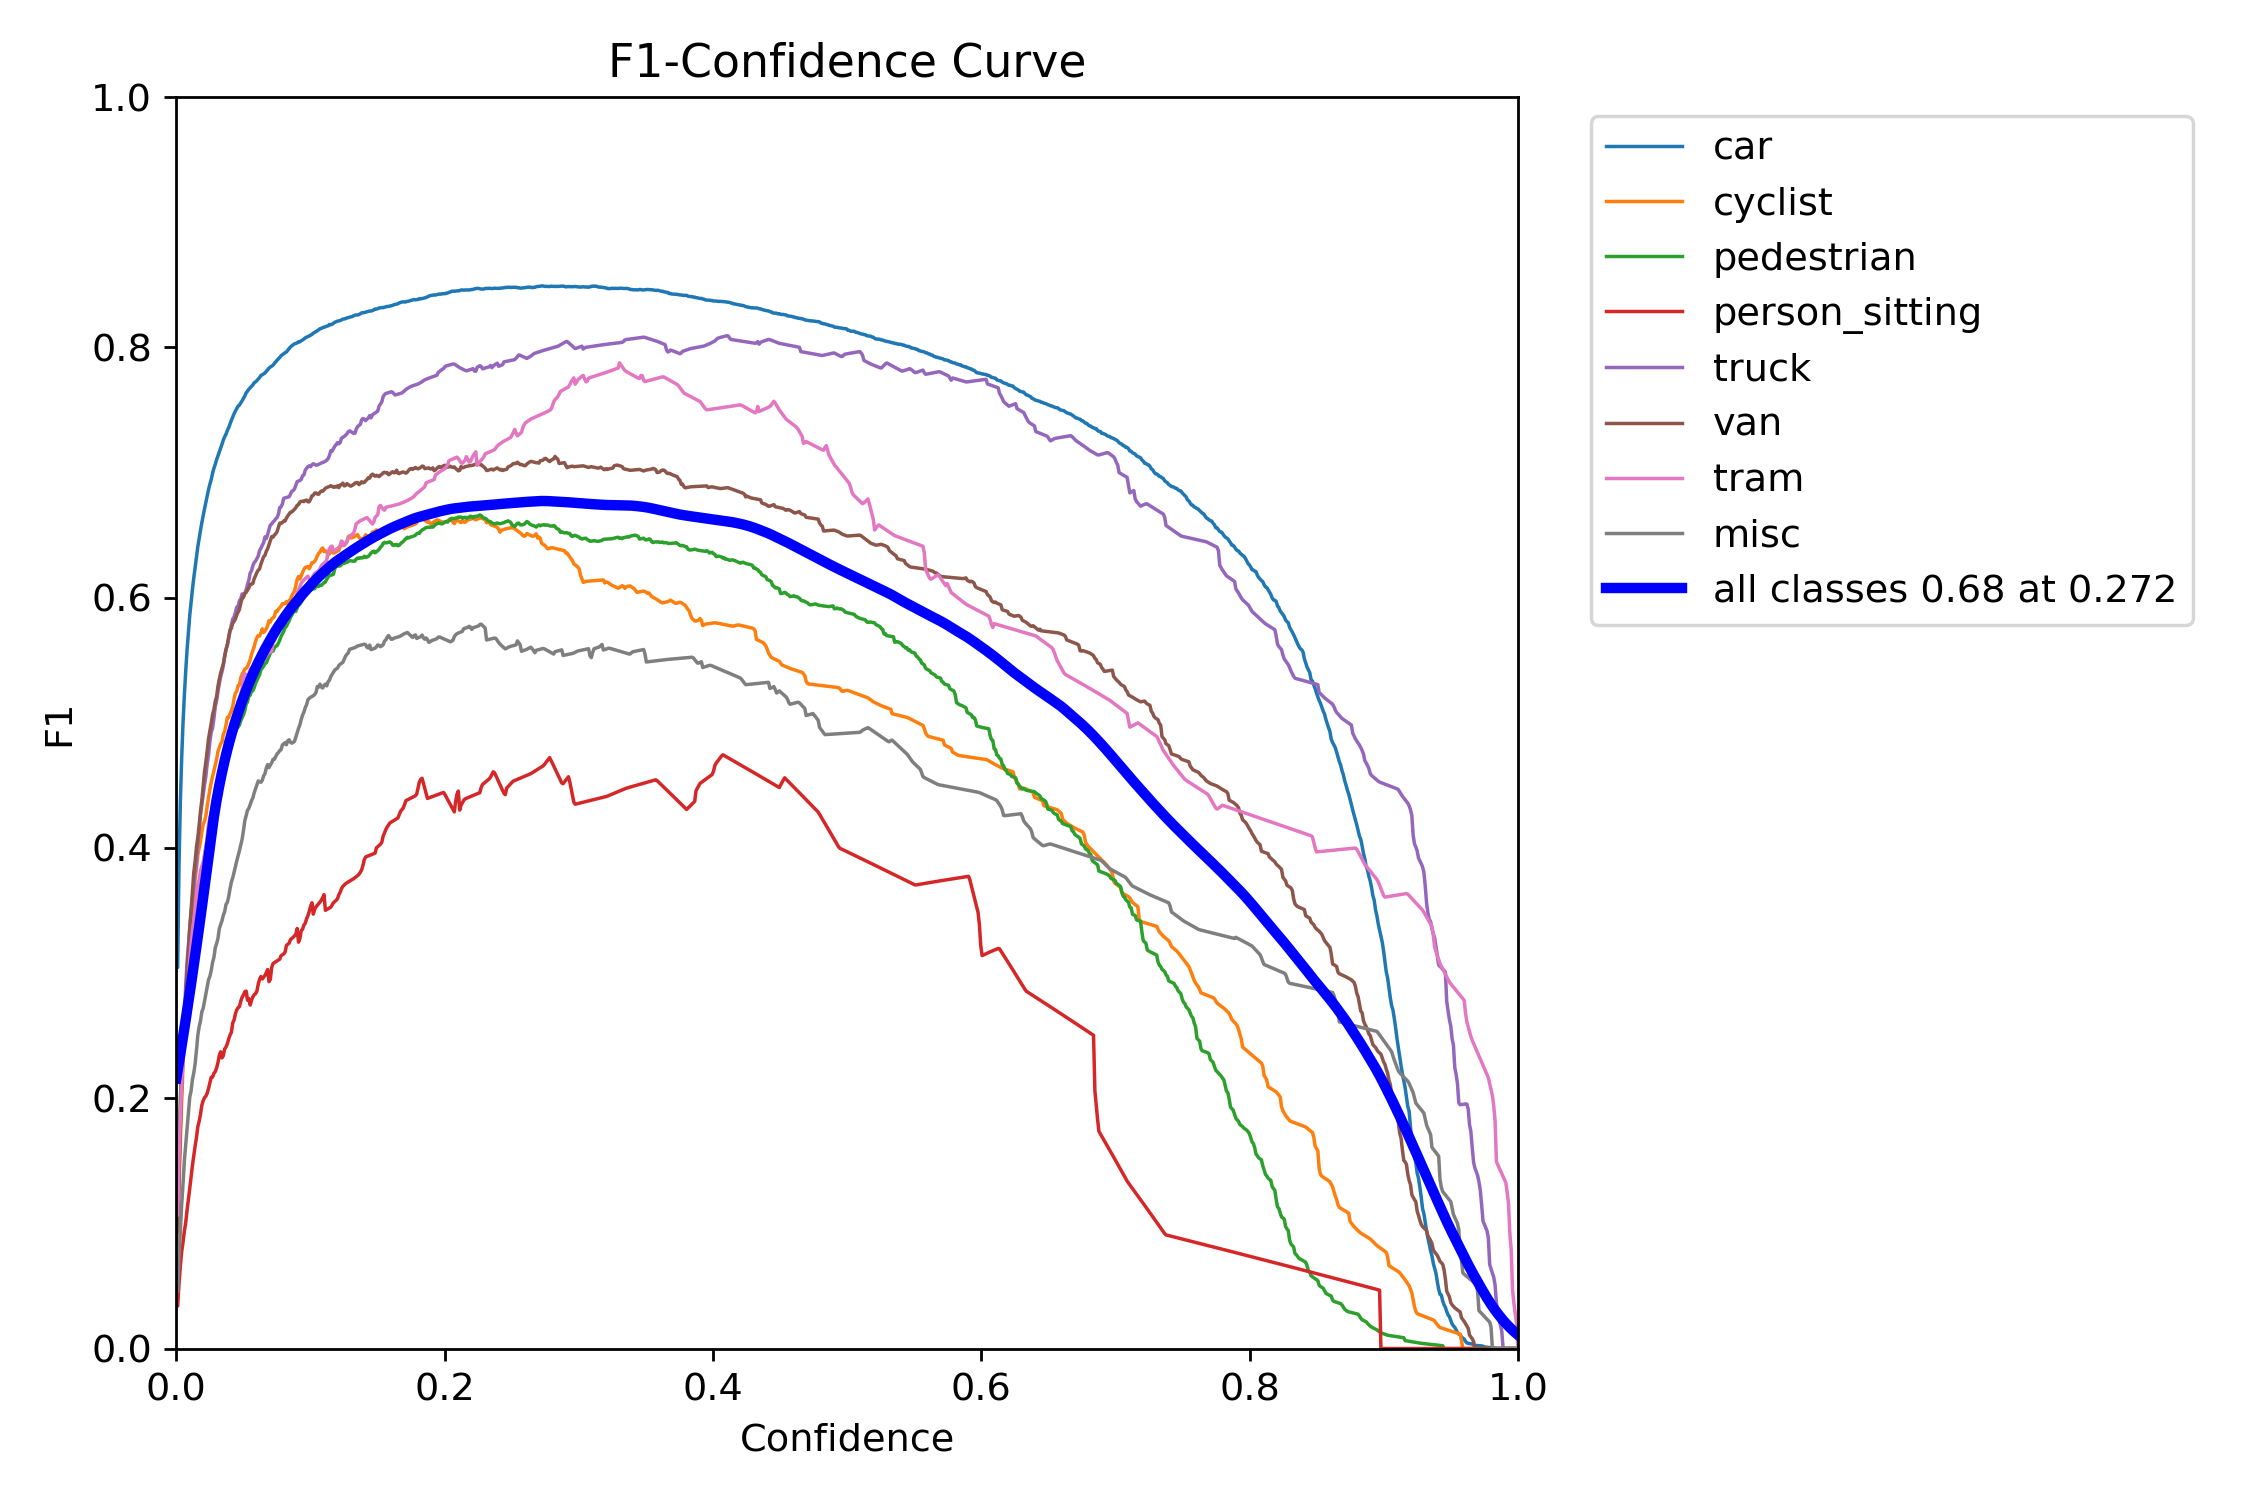 F1-Confidence Curve
1.0
0.8
0.6
0.4
0.2
0.0
F1
0.0 0.2 0.4 0.6 0.8 1.0
Confidence
car
cyclist
pedestrian
person_sitting
truck
van
tram
misc
all classes 0.68 at 0.272